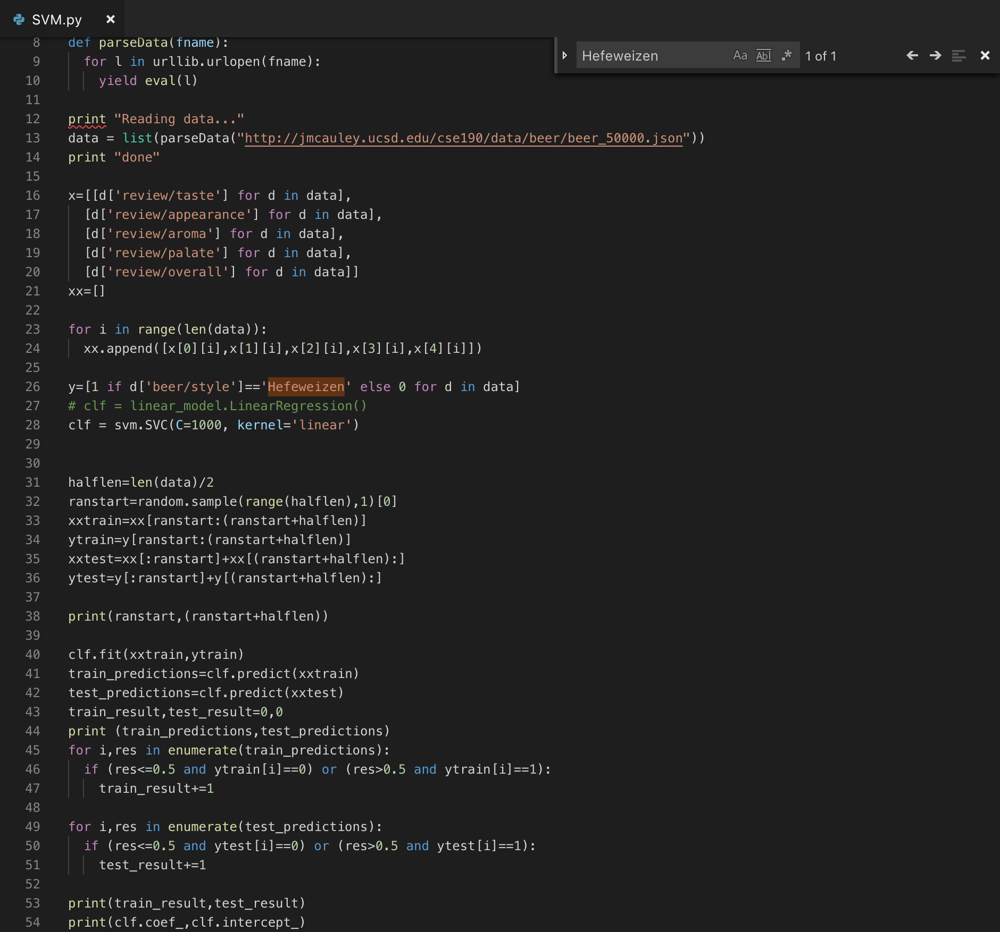 SVM.py
Hefeweizen Aa Abl .* 1 of 1
8 def parseData(fname):
9 for l in urllib.urlopen(fname):
10 yield eval(l)
11
12 print "Reading data..."
13 data = list(parseData("http://jmcauley.ucsd.edu/cse190/data/beer/beer_50000.json"))
14 print "done"
15
16 x=[[d['review/taste'] for d in data],
17 [d['review/appearance'] for d in data],
18 [d['review/aroma'] for d in data],
19 [d['review/palate'] for d in data],
20 [d['review/overall'] for d in data]]
21 xx=[]
22
23 for i in range(len(data)):
24 xx.append([x[0][i],x[1][i],x[2][i],x[3][i],x[4][i]])
25
26 y=[1 if d['beer/style']=='Hefeweizen' else 0 for d in data]
27 # clf = linear_model.LinearRegression()
28 clf = svm.SVC(C=1000, kernel='linear')
29
30
31 halflen=len(data)/2
32 ranstart=random.sample(range(halflen),1)[0]
33 xxtrain=xx[ranstart:(ranstart+halflen)]
34 ytrain=y[ranstart:(ranstart+halflen)]
35 xxtest=xx[:ranstart]+xx[(ranstart+halflen):]
36 ytest=y[:ranstart]+y[(ranstart+halflen):]
37
38 print(ranstart,(ranstart+halflen))
39
40 clf.fit(xxtrain,ytrain)
41 train_predictions=clf.predict(xxtrain)
42 test_predictions=clf.predict(xxtest)
43 train_result,test_result=0,0
44 print (train_predictions,test_predictions)
45 for i,res in enumerate(train_predictions):
46 if (res<=0.5 and ytrain[i]==0) or (res>0.5 and ytrain[i]==1):
47 train_result+=1
48
49 for i,res in enumerate(test_predictions):
50 if (res<=0.5 and ytest[i]==0) or (res>0.5 and ytest[i]==1):
51 test_result+=1
52
53 print(train_result,test_result)
54 print(clf.coef_,clf.intercept_)